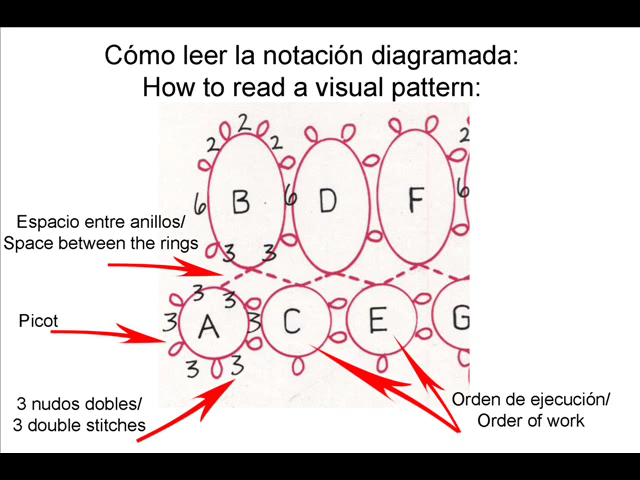 Cómo leer la notación diagramada:
How to read a visual pattern:
2
2 2 2
B D F
6 6 6
Espacio entre anillos/
Space between the rings
3 3
3 3
Picot
3 A 3 C E G
3 3
3 nudos dobles/
3 double stitches
Orden de ejecución/
Order of work